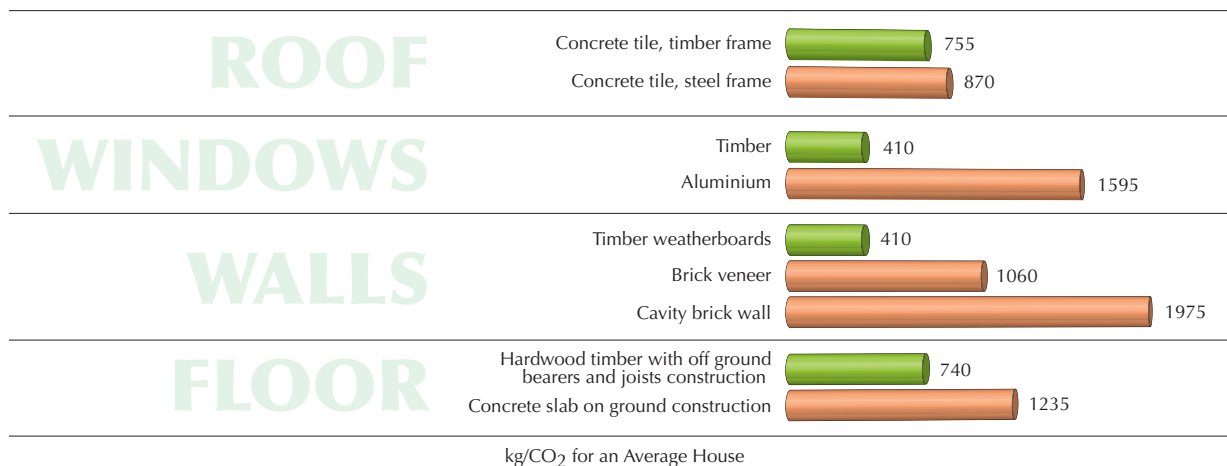 ROOF
Concrete tile, timber frame 755
Concrete tile, steel frame 870
WINDOWS
Timber 410
Aluminium 1595
WALLS
Timber weatherboards 410
Brick veneer 1060
Cavity brick wall 1975
FLOOR
Hardwood timber with off ground
bearers and joists construction 740
Concrete slab on ground construction 1235
kg/CO2 for an Average House